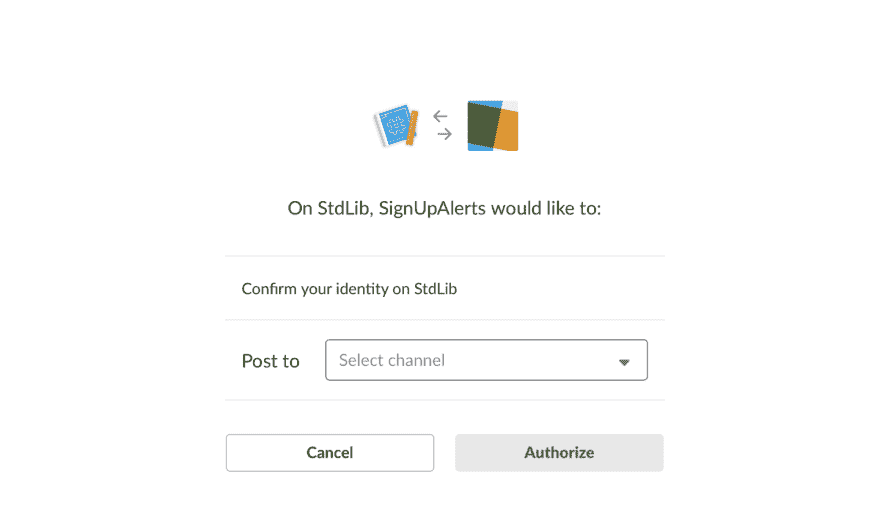 On StdLib, SignUpAlerts would like to:
Confirm your identity on StdLib
Post to Select channel
Cancel Authorize